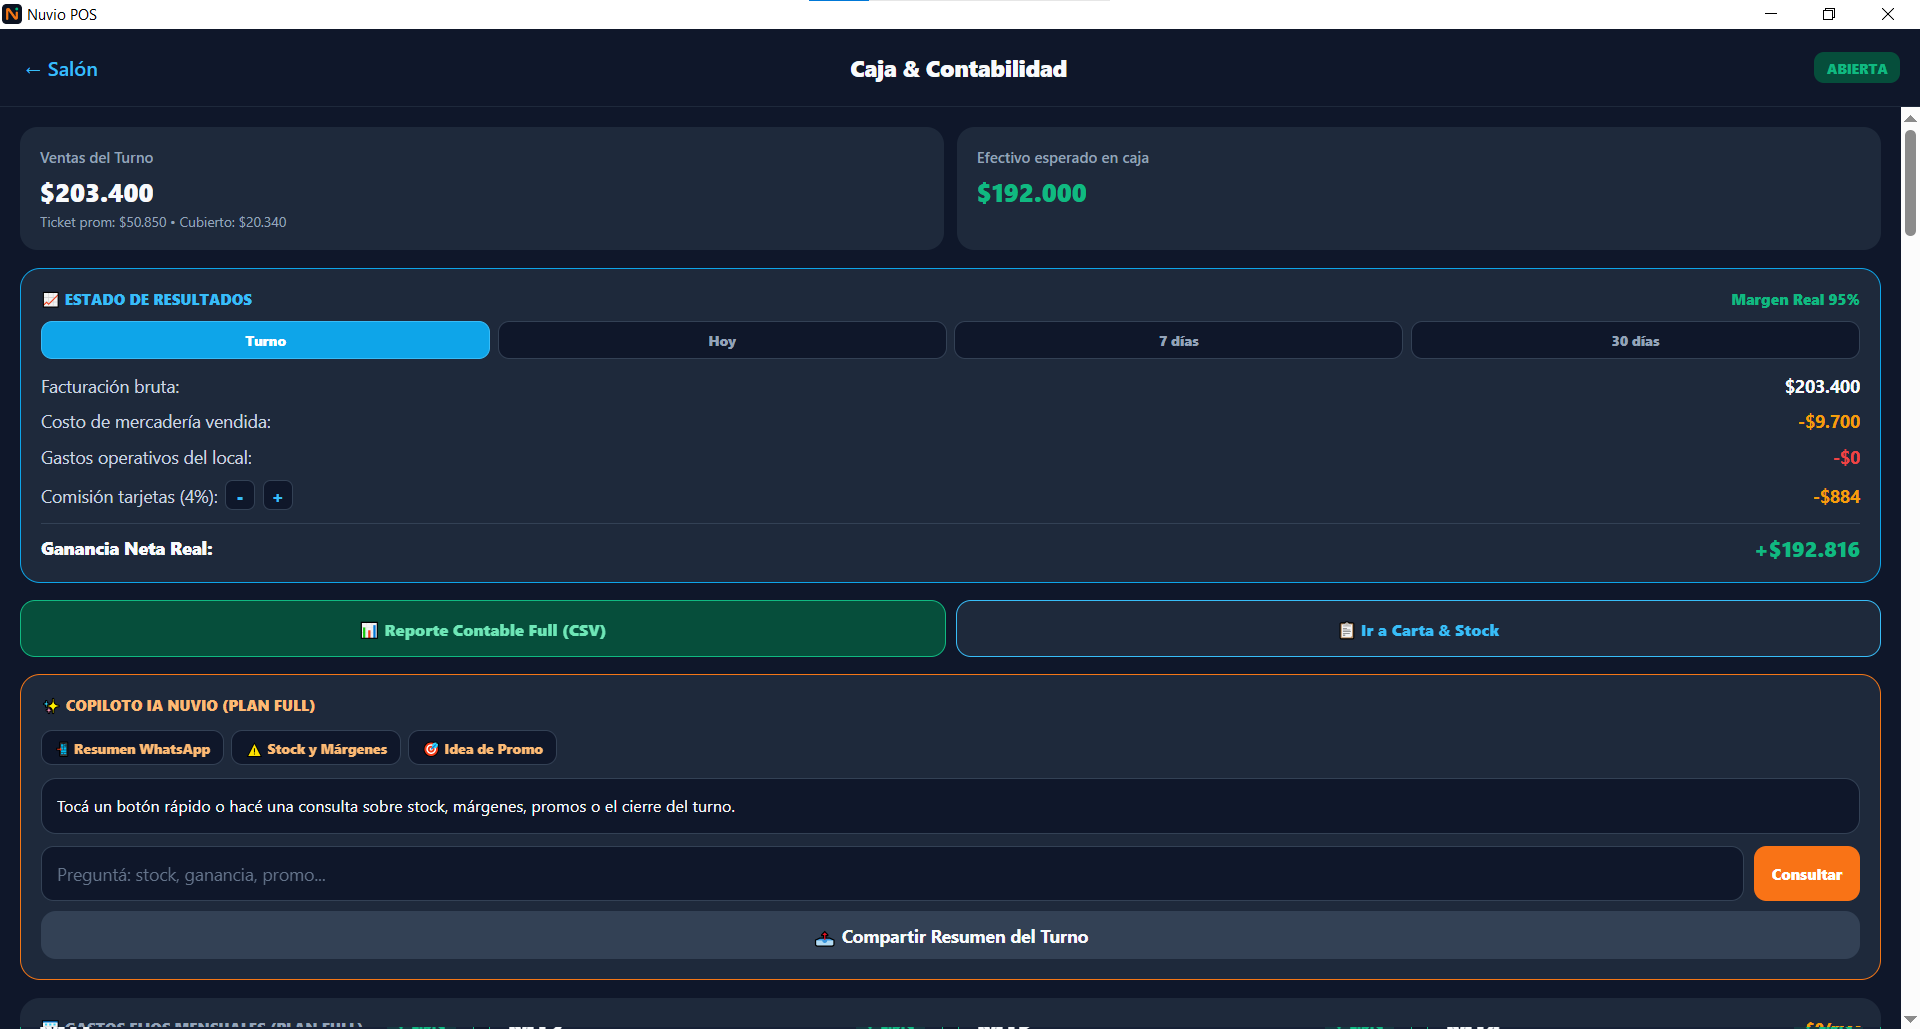 Nuvio POS
← Salón
Caja & Contabilidad
ABIERTA
Ventas del Turno
$203.400
Ticket prom: $50.850 • Cubierto: $20.340
Efectivo esperado en caja
$192.000
📈 ESTADO DE RESULTADOS
Margen Real 95%
Turno
Hoy
7 días
30 días
Facturación bruta:
$203.400
Costo de mercadería vendida:
-$9.700
Gastos operativos del local:
-$0
Comisión tarjetas (4%): - +
-$884
Ganancia Neta Real:
+$192.816
📊 Reporte Contable Full (CSV)
📋 Ir a Carta & Stock
✨ COPILOTO IA NUVIO (PLAN FULL)
📲 Resumen WhatsApp
⚠️ Stock y Márgenes
🎯 Idea de Promo
Tocá un botón rápido o hacé una consulta sobre stock, márgenes, promos o el cierre del turno.
Preguntá: stock, ganancia, promo...
Consultar
📤 Compartir Resumen del Turno
GASTOS FIJOS MENSUALES (PLAN FULL)